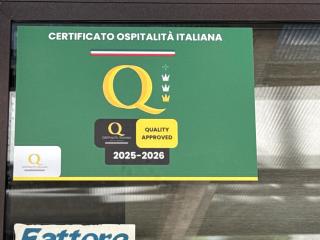 CERTIFICATO OSPITALITÀ ITALIANA
Q
Q
QUALITY
APPROVED
2025-2026
Q
Fattore